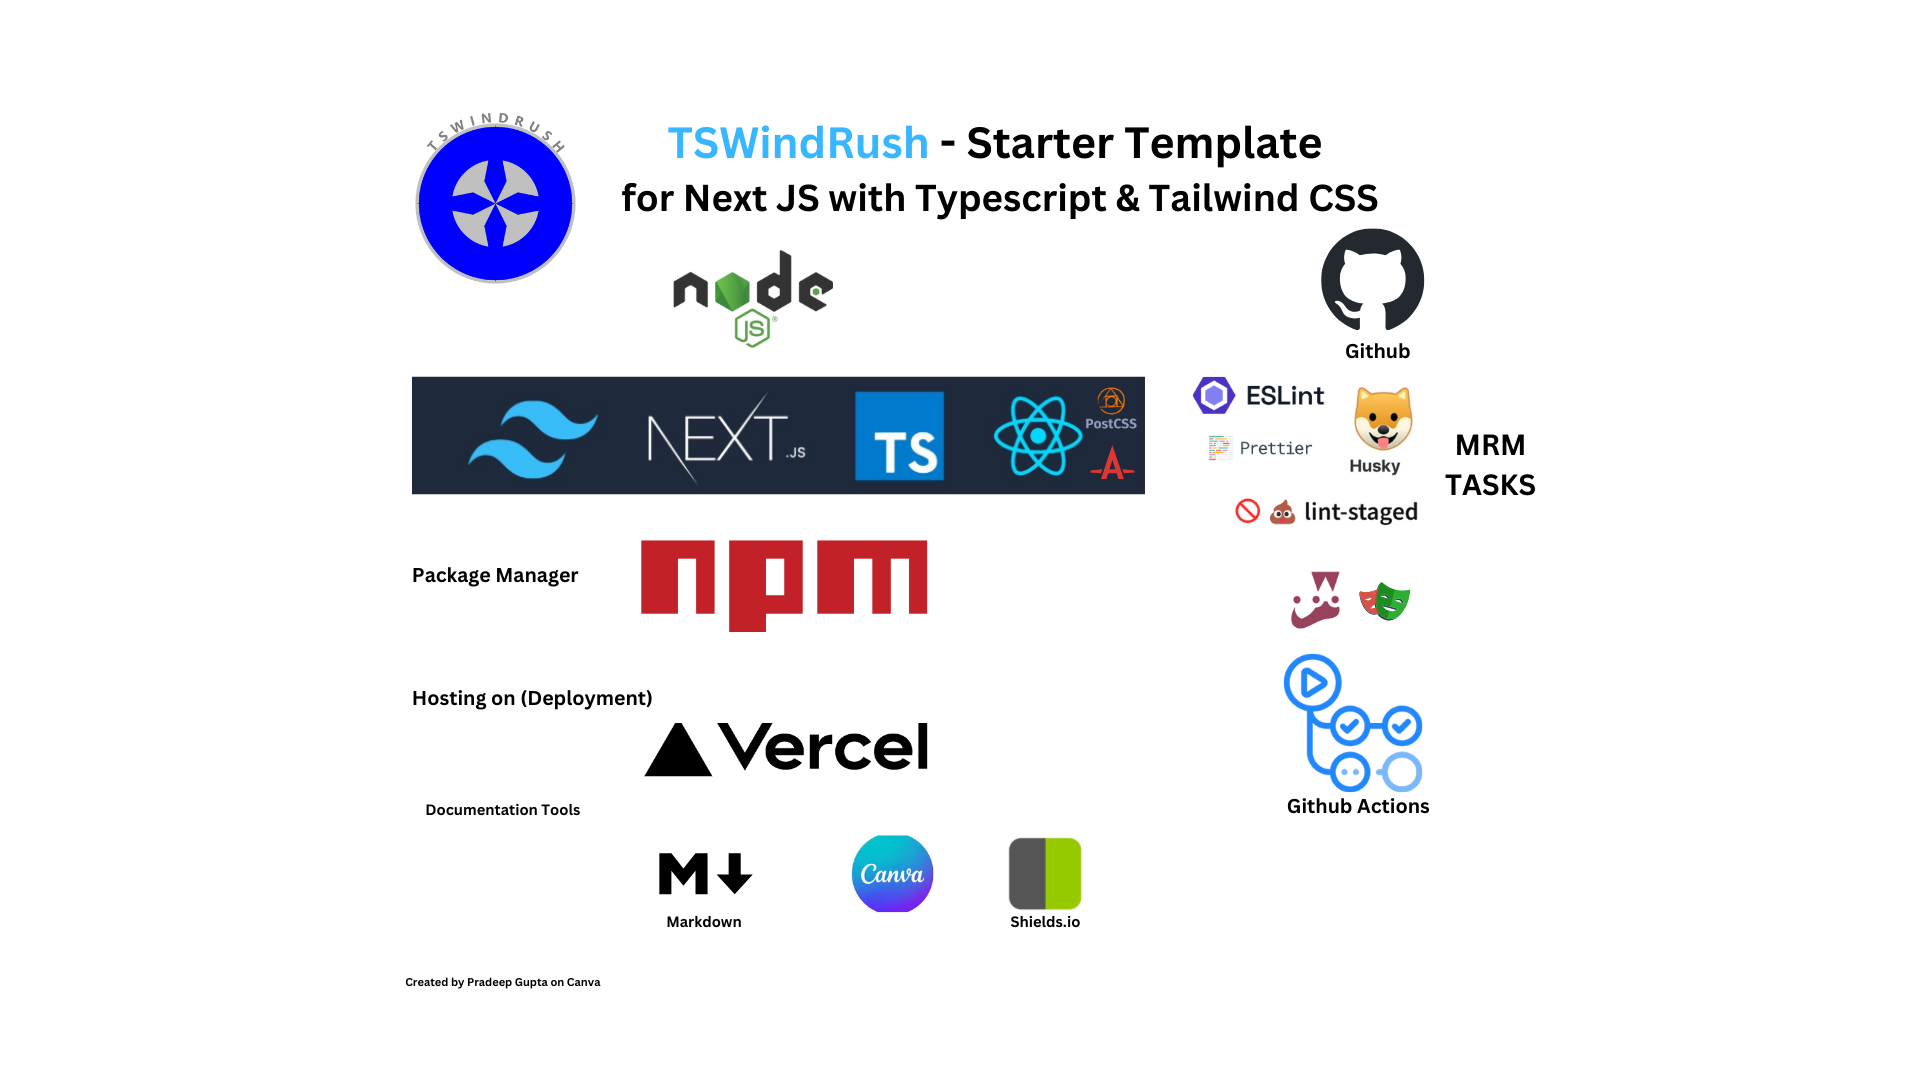 TSWINDRUSH
TSWindRush - Starter Template
for Next JS with Typescript & Tailwind CSS
node
JS
®
Github
NEXT.JS
TS
PostCSS
ESLint
Prettier
Husky
MRM
TASKS
lint-staged
Package Manager
npm
Hosting on (Deployment)
Vercel
Github Actions
Documentation Tools
M
Canva
Markdown
Shields.io
Created by Pradeep Gupta on Canva